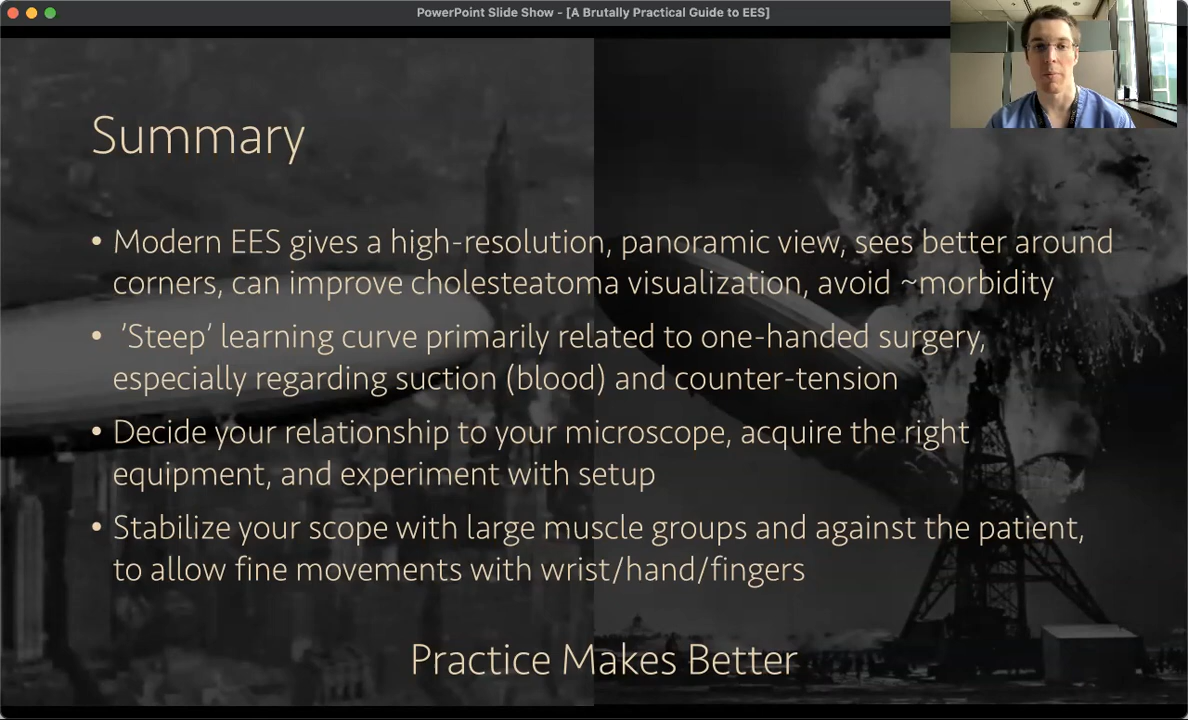 PowerPoint Slide Show - [A Brutally Practical Guide to EES]
Summary
• Modern EES gives a high-resolution, panoramic view, sees better around
corners, can improve cholesteatoma visualization, avoid ~morbidity
• ‘Steep’ learning curve primarily related to one-handed surgery,
especially regarding suction (blood) and counter-tension
• Decide your relationship to your microscope, acquire the right
equipment, and experiment with setup
• Stabilize your scope with large muscle groups and against the patient,
to allow fine movements with wrist/hand/fingers
Practice Makes Better